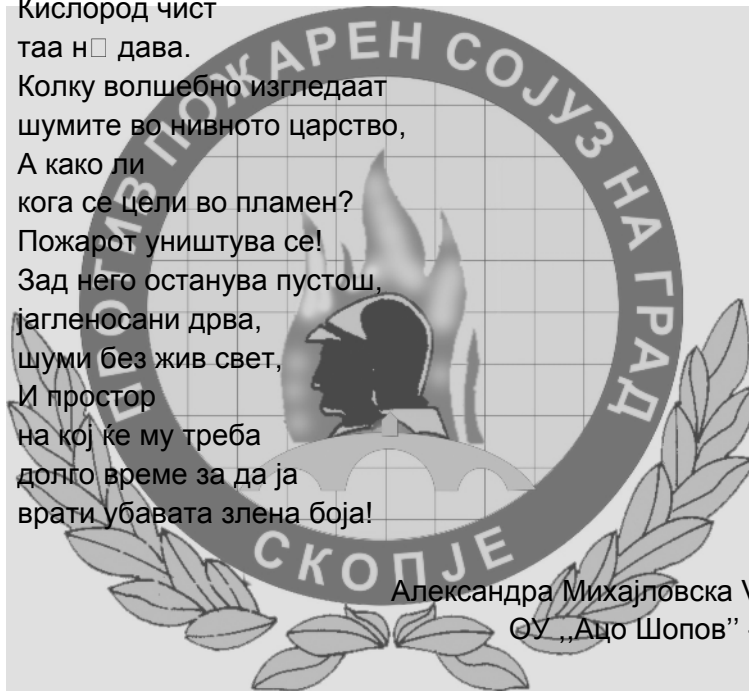 Кислород чист
таа н□ дава.
Колку волшебно изгледаат
шумите во нивното царство,
А како ли
кога се цели во пламен?
Пожарот уништува се!
Зад него останува пустош,
јагленосани дрва,
шуми без жив свет,
И простор
на кој ќе му треба
долго време за да ја
врати убавата злена боја!
Александра Михајловска V
ОУ ,,Ацо Шопов’’ -
ПРОТИВ ПОЖАРЕН СОЈУЗ НА ГРАД
СКОПЈЕ